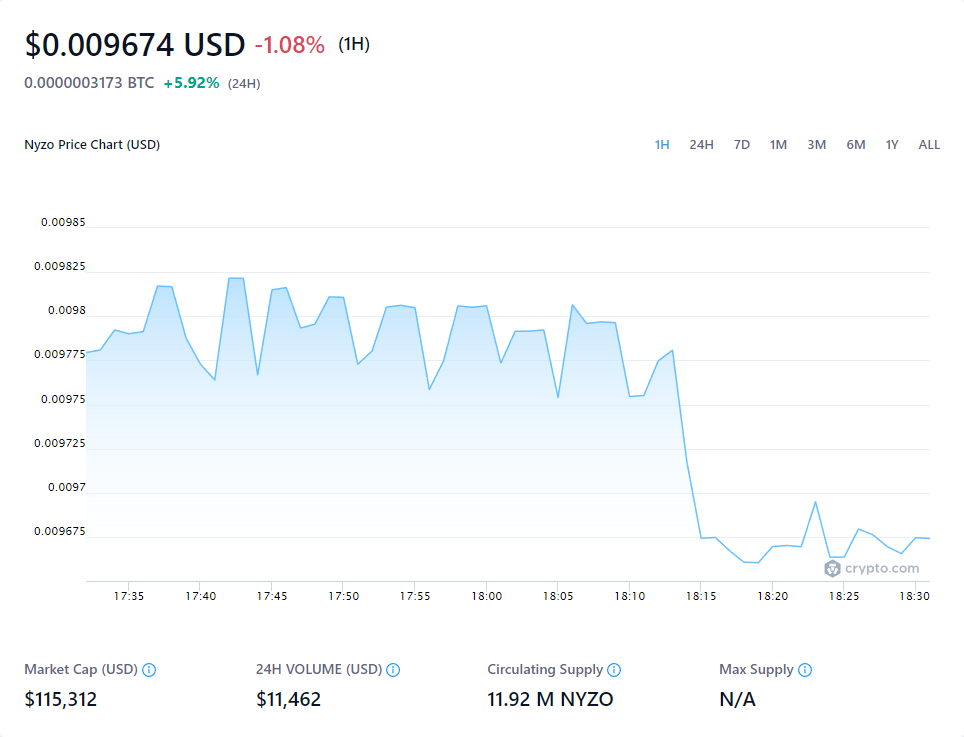 $0.009674 USD -1.08% (1H)
0.0000003173 BTC +5.92% (24H)
Nyzo Price Chart (USD) 1H 24H 7D 1M 3M 6M 1Y ALL
0.00985
0.009825
0.0098
0.009775
0.00975
0.009725
0.0097
0.009675
crypto.com
17:35 17:40 17:45 17:50 17:55 18:00 18:05 18:10 18:15 18:20 18:25 18:30
Market Cap (USD) 24H VOLUME (USD) Circulating Supply Max Supply
$115,312 $11,462 11.92 M NYZO N/A